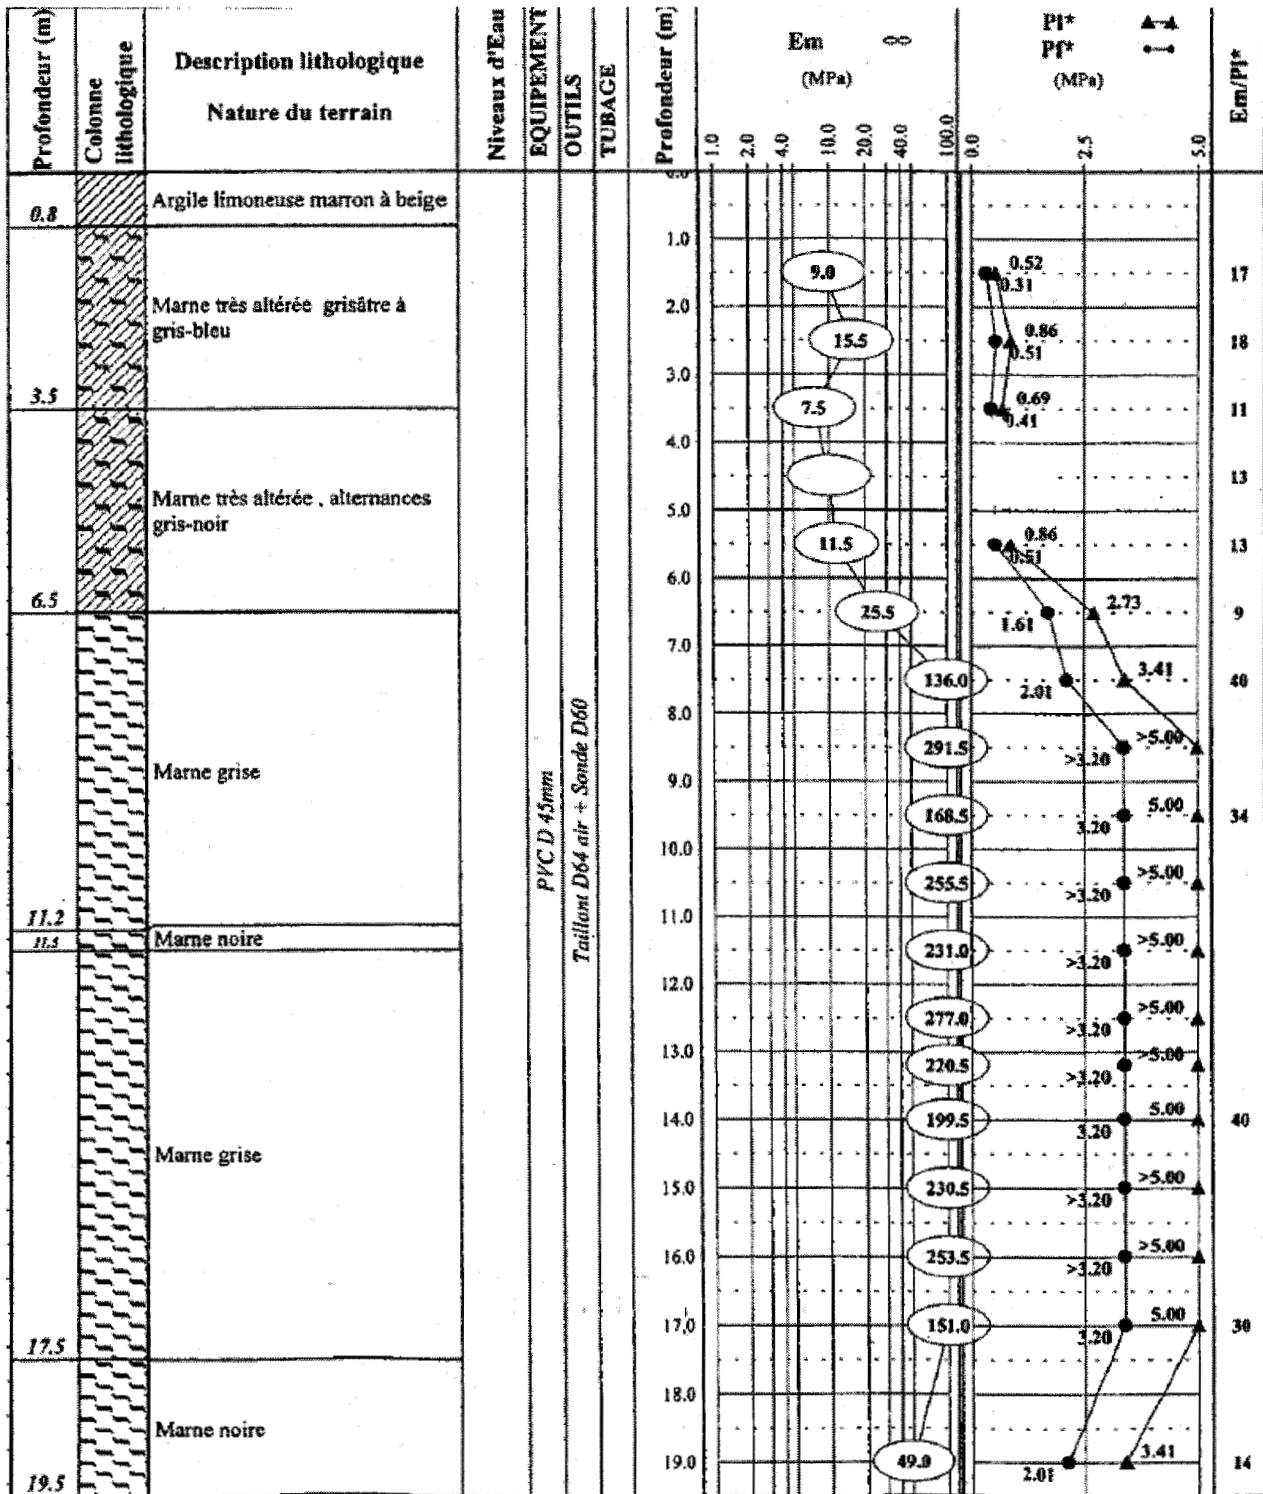 Profondeur (m)
Colonne
lithologique
Description lithologique
Nature du terrain
Niveaux d'Eau
EQUIPEMENT
OUTILS
TUBAGE
Profondeur (m)
Em
(MPa)
1.0 2.0 4.0 10.0 20.0 40.0 100.0
Pl*
Pf*
(MPa)
0.0 2.5 5.0
Em/Pl*
0.8
Argile limoneuse marron à beige
3.5
Marne très altérée grisâtre à
gris-bleu
6.5
Marne très altérée , alternances
gris-noir
11.2
Marne grise
Marne noire
17.5
Marne grise
19.5
Marne noire
PVC D 45mm
Taillant D64 air + Sonde D60
0.0
1.0
9.0 0.52 0.31 17
2.0
15.5 0.86 0.51 18
3.0
7.5 0.69 0.41 11
4.0
13
5.0
11.5 0.86 0.51 13
6.0
25.5 2.73 1.61 9
7.0
136.0 3.41 2.01 40
8.0
291.5 >5.00 >3.20
9.0
168.5 5.00 3.20 34
10.0
255.5 >5.00 >3.20
11.0
231.0 >5.00 >3.20
12.0
277.0 >5.00 >3.20
13.0
220.5 >5.00 >3.20
14.0 199.5 5.00 3.20 40
15.0 230.5 >5.00 >3.20
16.0 253.5 >5.00 >3.20
17.0 151.0 5.00 3.20 30
18.0
19.0 49.0 3.41 2.01 14